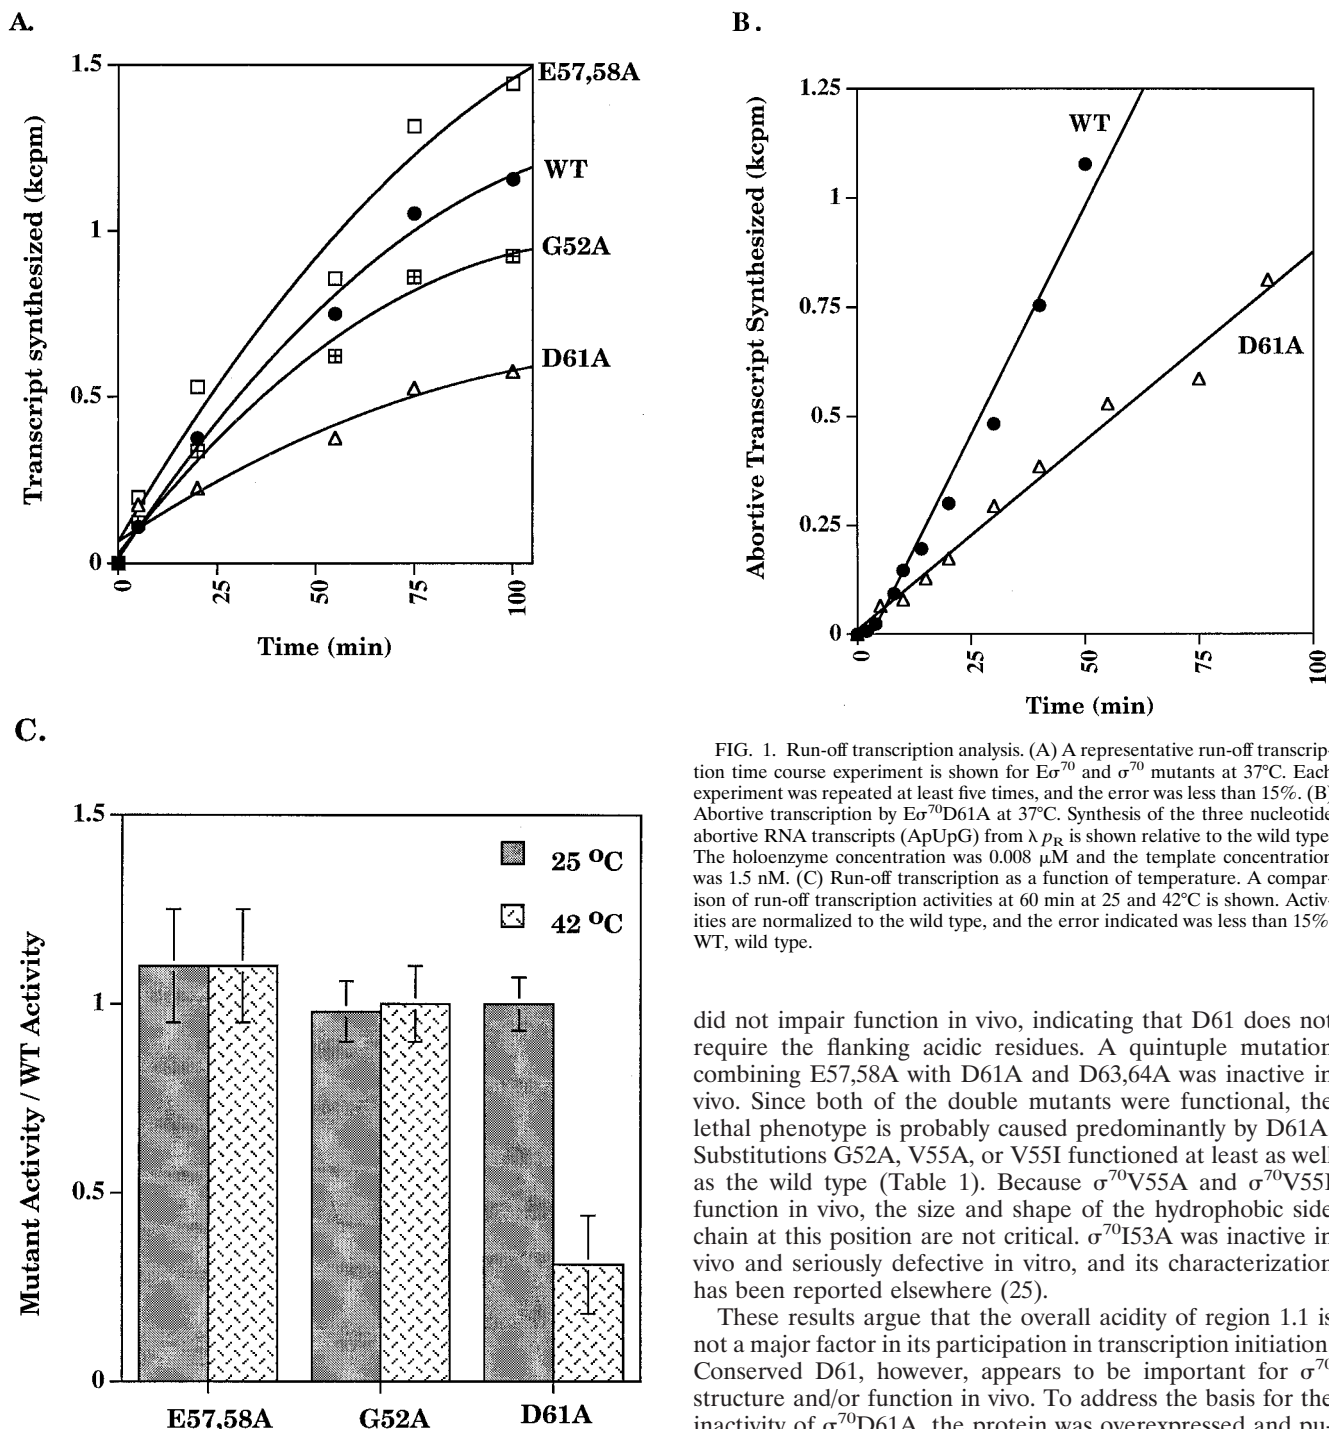 A.
1.5
1
0.5
0
Transcript synthesized (kcpm)
E57,58A
WT
G52A
D61A
0
25
50
75
100
Time (min)
B.
1.25
1
0.75
0.5
0.25
0
Abortive Transcript Synthesized (kcpm)
WT
D61A
0
25
50
75
100
Time (min)
C.
1.5
1
0.5
0
Mutant Activity / WT Activity
25 °C
42 °C
E57,58A
G52A
D61A
FIG. 1. Run-off transcription analysis. (A) A representative run-off transcrip-
tion time course experiment is shown for Eσ70 and σ70 mutants at 37°C. Each
experiment was repeated at least five times, and the error was less than 15%. (B)
Abortive transcription by Eσ70D61A at 37°C. Synthesis of the three nucleotide
abortive RNA transcripts (ApUpG) from λ pR is shown relative to the wild type
The holoenzyme concentration was 0.008 μM and the template concentration
was 1.5 nM. (C) Run-off transcription as a function of temperature. A compar-
ison of run-off transcription activities at 60 min at 25 and 42°C is shown. Activ-
ities are normalized to the wild type, and the error indicated was less than 15%
WT, wild type.
did not impair function in vivo, indicating that D61 does not
require the flanking acidic residues. A quintuple mutation
combining E57,58A with D61A and D63,64A was inactive in
vivo. Since both of the double mutants were functional, the
lethal phenotype is probably caused predominantly by D61A
Substitutions G52A, V55A, or V55I functioned at least as well
as the wild type (Table 1). Because σ70V55A and σ70V55I
function in vivo, the size and shape of the hydrophobic side
chain at this position are not critical. σ70I53A was inactive in
vivo and seriously defective in vitro, and its characterization
has been reported elsewhere (25).
These results argue that the overall acidity of region 1.1 is
not a major factor in its participation in transcription initiation
Conserved D61, however, appears to be important for σ70
structure and/or function in vivo. To address the basis for the
inactivity of σ70D61A, the protein was overexpressed and pu-